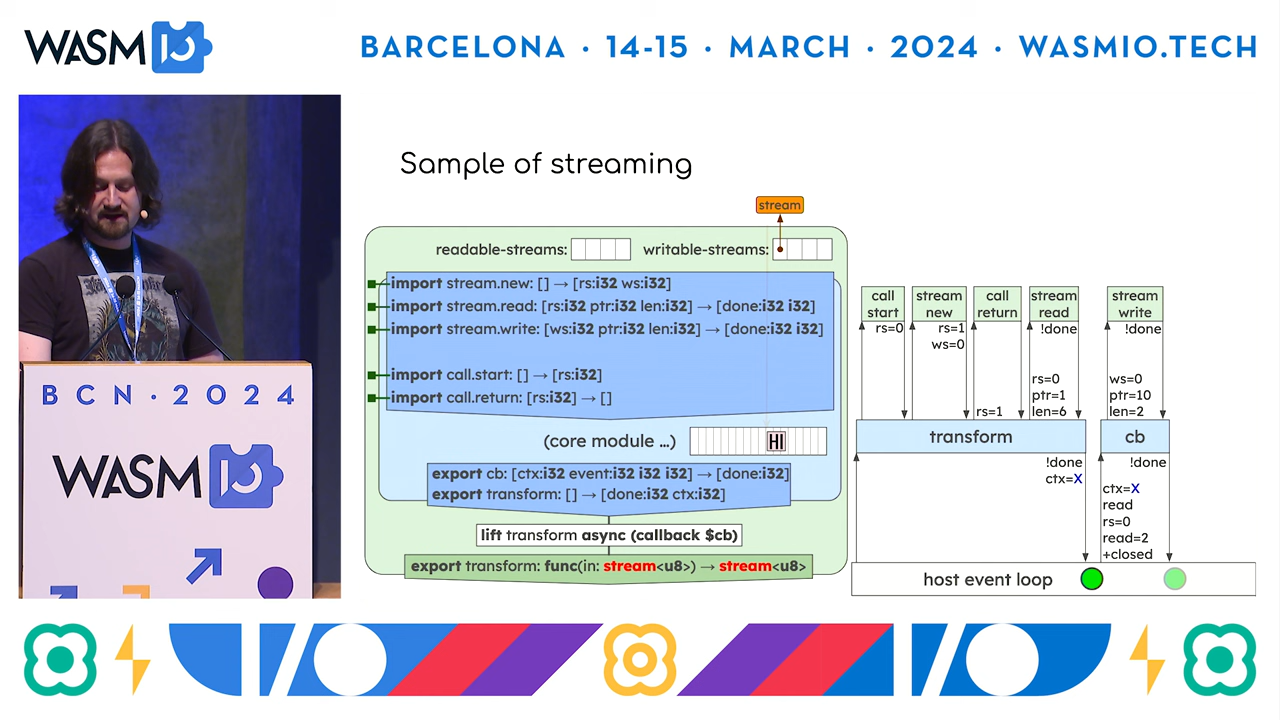 WASM IO
BARCELONA · 14-15 · MARCH · 2024 · WASMIO.TECH
Sample of streaming
stream
readable-streams:
writable-streams:
import stream.new: [] → [rs:i32 ws:i32]
import stream.read: [rs:i32 ptr:i32 len:i32] → [done:i32 i32]
import stream.write: [ws:i32 ptr:i32 len:i32] → [done:i32 i32]
import call.start: [] → [rs:i32]
import call.return: [rs:i32] → []
(core module ...)
HI
export cb: [ctx:i32 event:i32 i32 i32] → [done:i32]
export transform: [] → [done:i32 ctx:i32]
lift transform async (callback $cb)
export transform: func(in: stream<u8>) → stream<u8>
call
start
rs=0
stream
new
rs=1
ws=0
call
return
rs=1
stream
read
!done
rs=0
ptr=1
len=6
stream
write
!done
ws=0
ptr=10
len=2
transform
cb
!done
ctx=X
!done
ctx=X
read
rs=0
read=2
+closed
host event loop
BCN · 2024
WASM IO